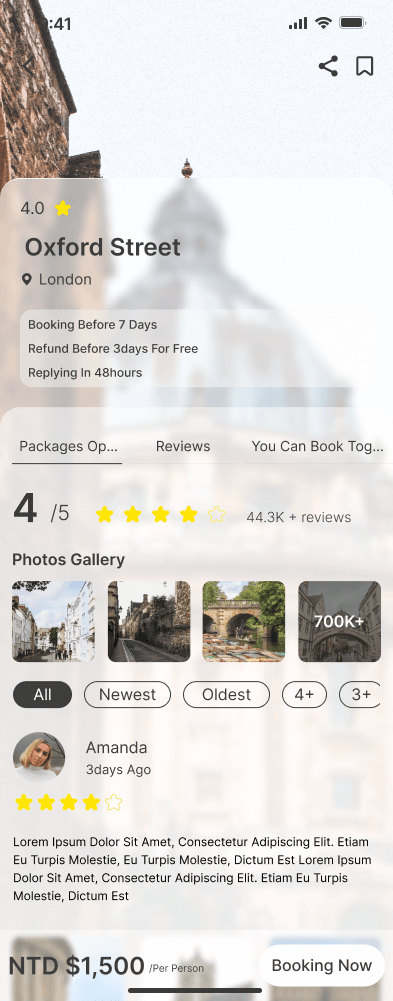 9:41
4.0
Oxford Street
London
Booking Before 7 Days
Refund Before 3days For Free
Replying In 48hours
Packages Op... Reviews You Can Book Tog...
4 /5 44.3K + reviews
Photos Gallery
700K+
All Newest Oldest 4+ 3+
Amanda
3days Ago
Lorem Ipsum Dolor Sit Amet, Consectetur Adipiscing Elit. Etiam
Eu Turpis Molestie, Eu Turpis Molestie, Dictum Est Lorem Ipsum
Dolor Sit Amet, Consectetur Adipiscing Elit. Etiam Eu Turpis
Molestie, Dictum Est
NTD $1,500 /Per Person Booking Now